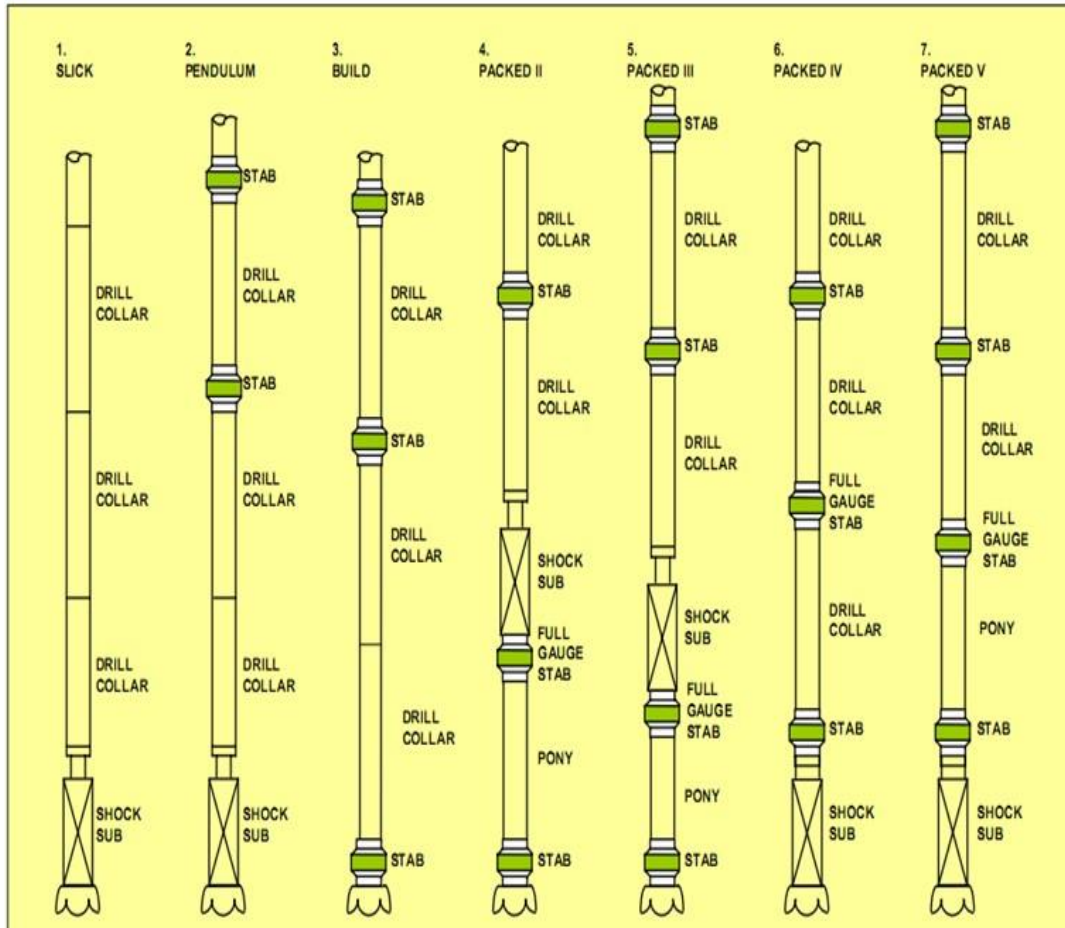 1.
SLICK
DRILL
COLLAR
DRILL
COLLAR
DRILL
COLLAR
SHOCK
SUB
2.
PENDULUM
STAB
DRILL
COLLAR
STAB
DRILL
COLLAR
DRILL
COLLAR
SHOCK
SUB
3.
BUILD
STAB
DRILL
COLLAR
STAB
DRILL
COLLAR
DRILL
COLLAR
STAB
4.
PACKED II
DRILL
COLLAR
STAB
DRILL
COLLAR
SHOCK
SUB
FULL
GAUGE
STAB
PONY
STAB
5.
PACKED III
STAB
DRILL
COLLAR
STAB
DRILL
COLLAR
SHOCK
SUB
FULL
GAUGE
STAB
PONY
STAB
6.
PACKED IV
DRILL
COLLAR
STAB
DRILL
COLLAR
FULL
GAUGE
STAB
DRILL
COLLAR
STAB
SHOCK
SUB
7.
PACKED V
STAB
DRILL
COLLAR
STAB
DRILL
COLLAR
FULL
GAUGE
STAB
PONY
STAB
SHOCK
SUB